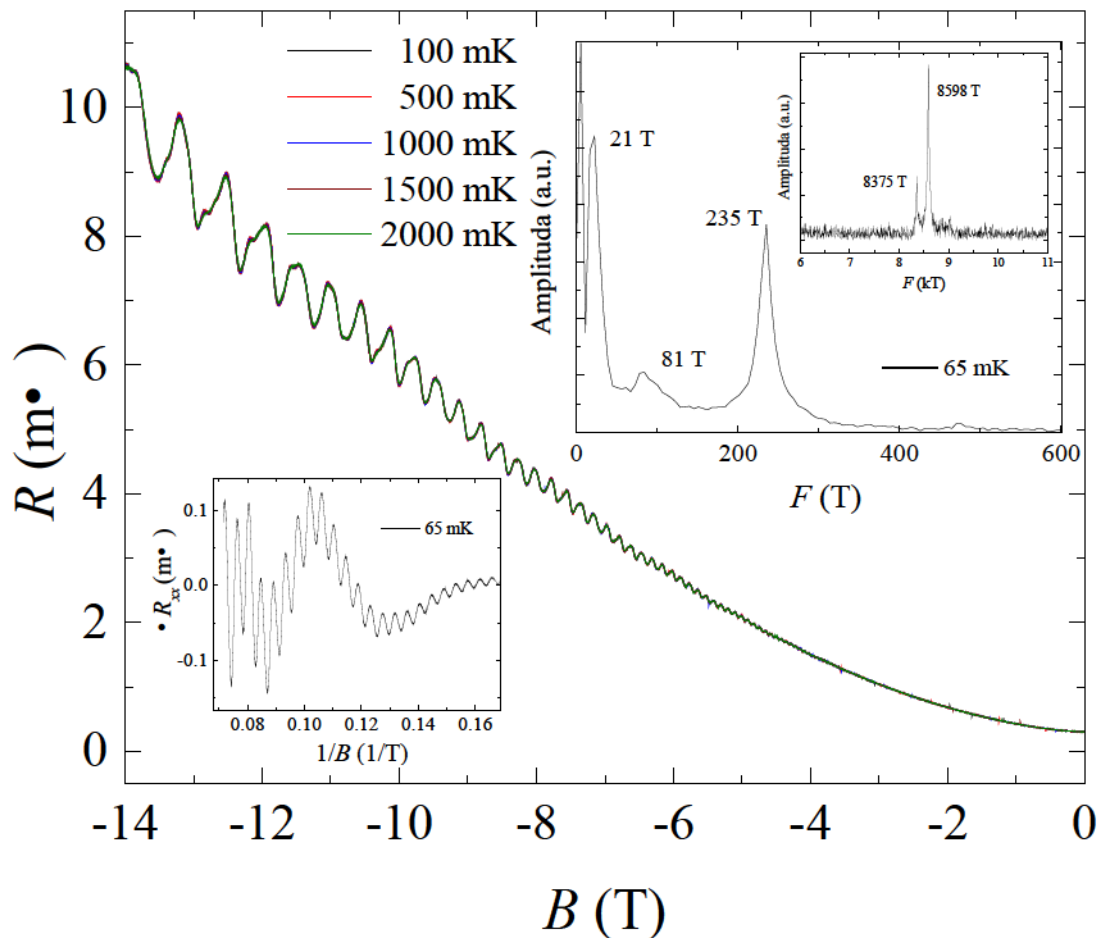 100 mK
500 mK
1000 mK
1500 mK
2000 mK
R (m•)
10
8
6
4
2
0
-14 -12 -10 -8 -6 -4 -2 0
B (T)
Amplituda (a.u.)
21 T
81 T
235 T
65 mK
0 200 400 600
F (T)
Amplituda (a.u.)
8598 T
8375 T
6 7 8 9 10 11
F (kT)
•Rxx (m•)
65 mK
0.1
0.0
-0.1
0.08 0.10 0.12 0.14 0.16
1/B (1/T)